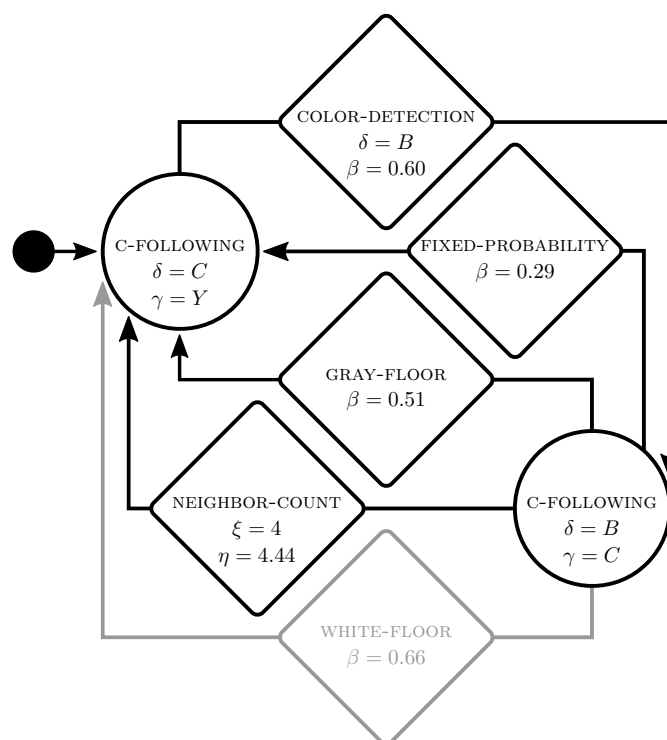 COLOR-DETECTION
δ = B
β = 0.60
C-FOLLOWING
δ = C
γ = Y
FIXED-PROBABILITY
β = 0.29
GRAY-FLOOR
β = 0.51
NEIGHBOR-COUNT
ξ = 4
η = 4.44
C-FOLLOWING
δ = B
γ = C
WHITE-FLOOR
β = 0.66